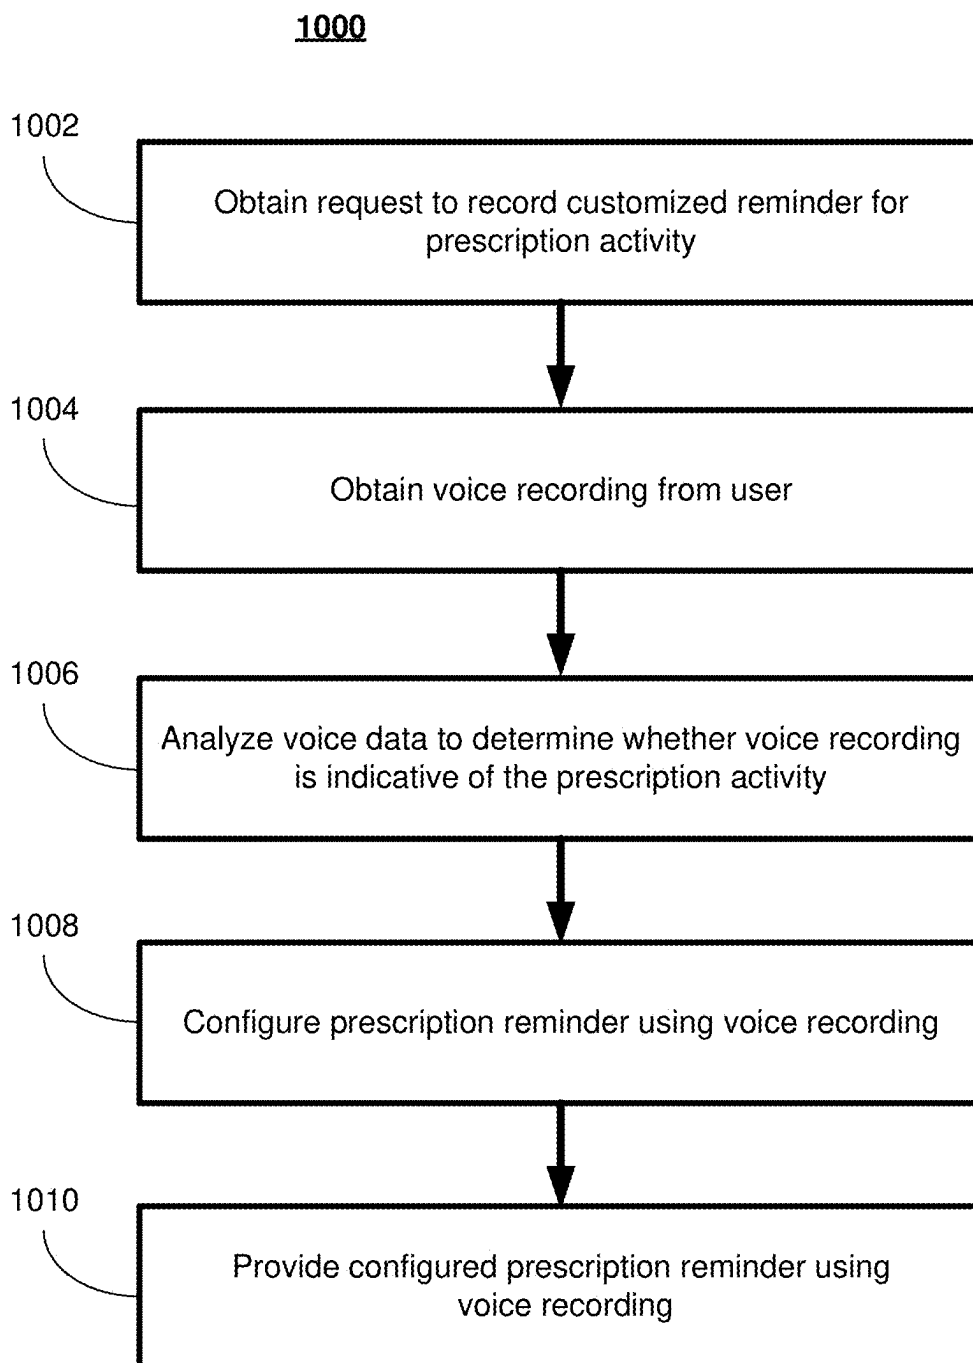 1000
1002
Obtain request to record customized reminder for
prescription activity
1004
Obtain voice recording from user
1006
Analyze voice data to determine whether voice recording
is indicative of the prescription activity
1008
Configure prescription reminder using voice recording
1010
Provide configured prescription reminder using
voice recording